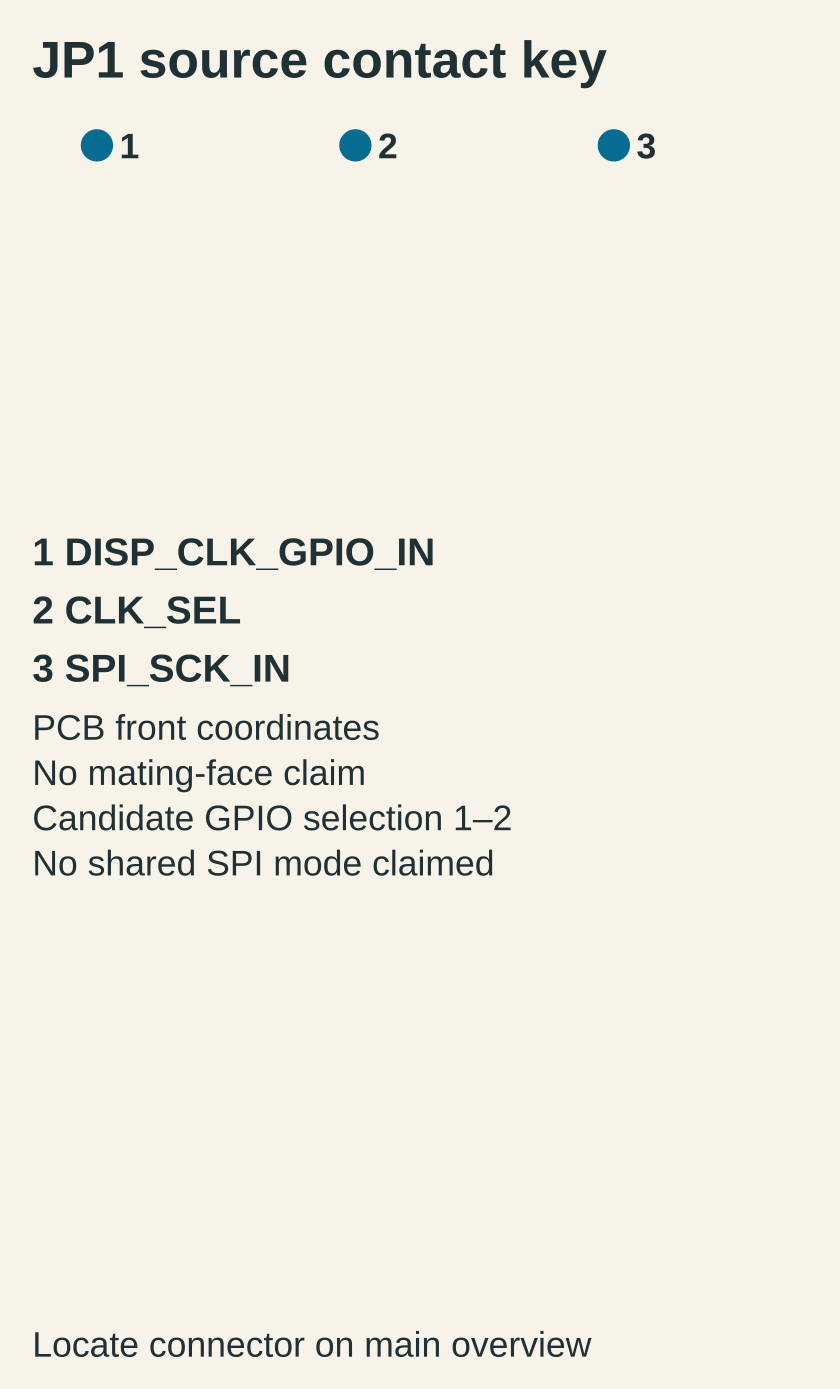 JP1 source contact key
1 2 3
1 DISP_CLK_GPIO_IN
2 CLK_SEL
3 SPI_SCK_IN
PCB front coordinates
No mating-face claim
Candidate GPIO selection 1–2
No shared SPI mode claimed
Locate connector on main overview